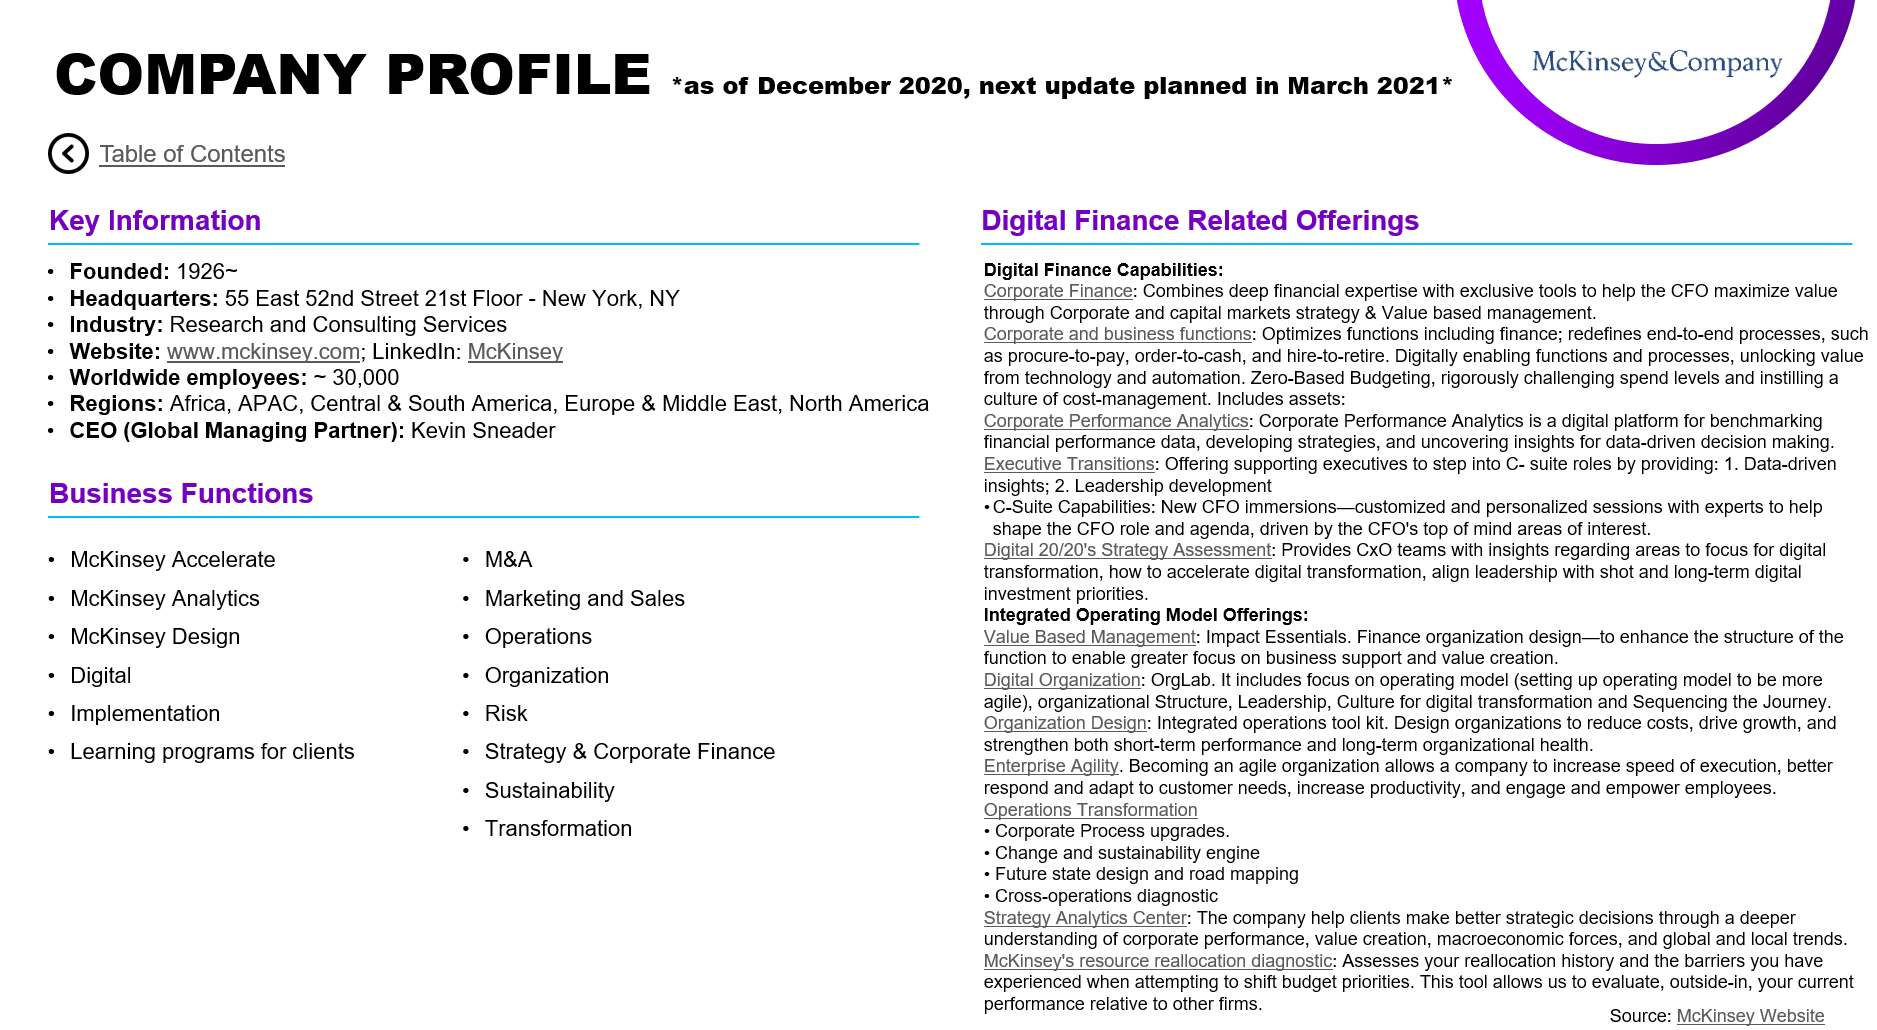 COMPANY PROFILE *as of December 2020, next update planned in March 2021*
McKinsey&Company
Table of Contents
Key Information
• Founded: 1926~
• Headquarters: 55 East 52nd Street 21st Floor - New York, NY
• Industry: Research and Consulting Services
• Website: www.mckinsey.com; LinkedIn: McKinsey
• Worldwide employees: ~ 30,000
• Regions: Africa, APAC, Central & South America, Europe & Middle East, North America
• CEO (Global Managing Partner): Kevin Sneader
Business Functions
• McKinsey Accelerate
• McKinsey Analytics
• McKinsey Design
• Digital
• Implementation
• Learning programs for clients
• M&A
• Marketing and Sales
• Operations
• Organization
• Risk
• Strategy & Corporate Finance
• Sustainability
• Transformation
Digital Finance Related Offerings
Digital Finance Capabilities:
Corporate Finance: Combines deep financial expertise with exclusive tools to help the CFO maximize value
through Corporate and capital markets strategy & Value based management.
Corporate and business functions: Optimizes functions including finance; redefines end-to-end processes, such
as procure-to-pay, order-to-cash, and hire-to-retire. Digitally enabling functions and processes, unlocking value
from technology and automation. Zero-Based Budgeting, rigorously challenging spend levels and instilling a
culture of cost-management. Includes assets:
Corporate Performance Analytics: Corporate Performance Analytics is a digital platform for benchmarking
financial performance data, developing strategies, and uncovering insights for data-driven decision making.
Executive Transitions: Offering supporting executives to step into C- suite roles by providing: 1. Data-driven
insights; 2. Leadership development
• C-Suite Capabilities: New CFO immersions—customized and personalized sessions with experts to help
shape the CFO role and agenda, driven by the CFO's top of mind areas of interest.
Digital 20/20's Strategy Assessment: Provides CxO teams with insights regarding areas to focus for digital
transformation, how to accelerate digital transformation, align leadership with shot and long-term digital
investment priorities.
Integrated Operating Model Offerings:
Value Based Management: Impact Essentials. Finance organization design—to enhance the structure of the
function to enable greater focus on business support and value creation.
Digital Organization: OrgLab. It includes focus on operating model (setting up operating model to be more
agile), organizational Structure, Leadership, Culture for digital transformation and Sequencing the Journey.
Organization Design: Integrated operations tool kit. Design organizations to reduce costs, drive growth, and
strengthen both short-term performance and long-term organizational health.
Enterprise Agility. Becoming an agile organization allows a company to increase speed of execution, better
respond and adapt to customer needs, increase productivity, and engage and empower employees.
Operations Transformation
• Corporate Process upgrades.
• Change and sustainability engine
• Future state design and road mapping
• Cross-operations diagnostic
Strategy Analytics Center: The company help clients make better strategic decisions through a deeper
understanding of corporate performance, value creation, macroeconomic forces, and global and local trends.
McKinsey's resource reallocation diagnostic: Assesses your reallocation history and the barriers you have
experienced when attempting to shift budget priorities. This tool allows us to evaluate, outside-in, your current
performance relative to other firms.
Source: McKinsey Website